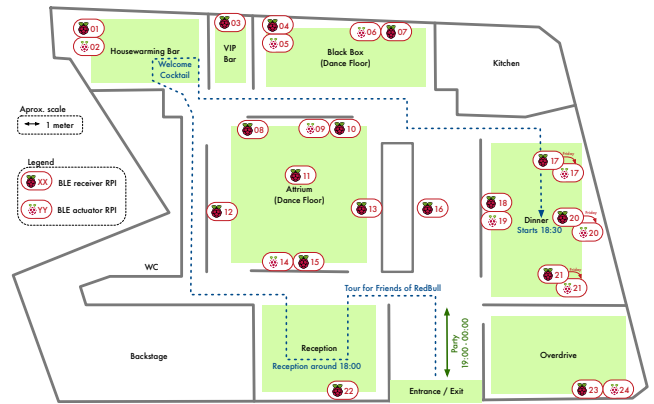 01
02
Housewarming Bar
Welcome
Cocktail
03
VIP
Bar
04
05
06
07
Black Box
(Dance Floor)
Kitchen
Aprox. scale
1 meter
Legend
XX
BLE receiver RPI
YY
BLE actuator RPI
08
09
10
11
Attrium
(Dance Floor)
12
13
14
15
16
17
Friday
17
18
19
Dinner
Starts 18:30
20
Friday
20
21
Friday
21
WC
Tour for Friends of RedBull
Backstage
Reception
Reception around 18:00
22
Party
19:00 - 00:00
Entrance / Exit
Overdrive
23
24